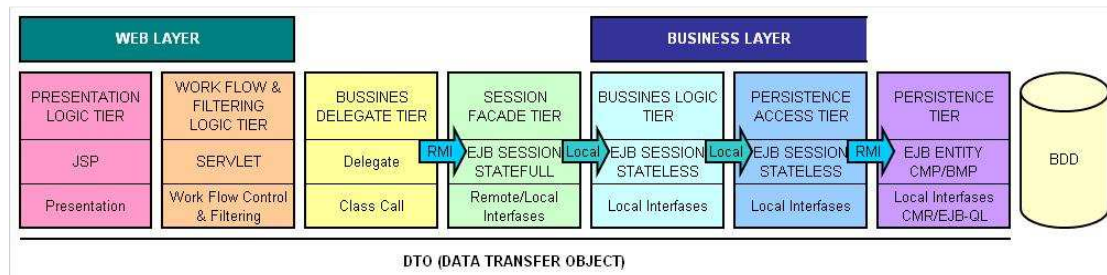 WEB LAYER
BUSINESS LAYER
PRESENTATION
LOGIC TIER
JSP
Presentation
WORK FLOW &
FILTERING
LOGIC TIER
SERVLET
Work Flow Control
& Filtering
BUSSINES
DELEGATE TIER
Delegate
Class Call
RMI
SESSION
FACADE TIER
EJB SESSION
STATEFULL
Remote/Local
Interfases
Local
BUSSINES LOGIC
TIER
EJB SESSION
STATELESS
Local Interfases
Local
PERSISTENCE
ACCESS TIER
EJB SESSION
STATELESS
Local Interfases
RMI
PERSISTENCE
TIER
EJB ENTITY
CMP/BMP
Local Interfases
CMR/EJB-QL
BDD
DTO (DATA TRANSFER OBJECT)